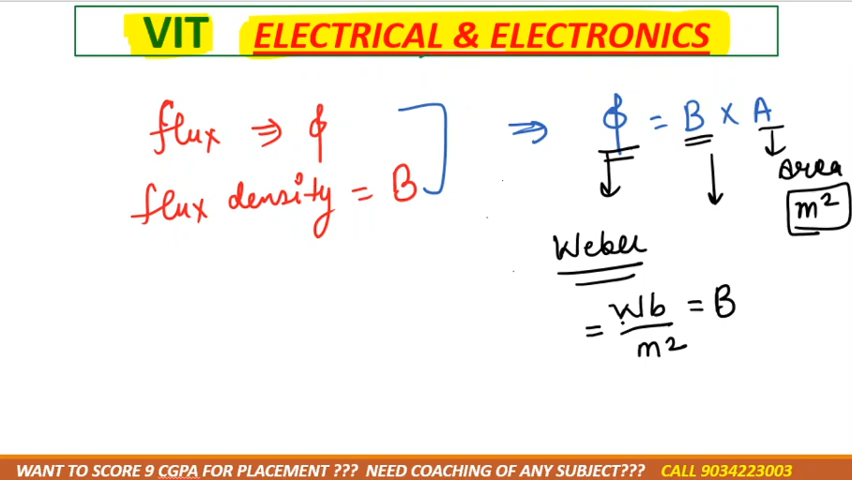 VIT ELECTRICAL & ELECTRONICS
flux ⇒ ϕ
flux density = B
⇒ ϕ = B × A
Area
m²
Weber
= Wb/m² = B
WANT TO SCORE 9 CGPA FOR PLACEMENT ??? NEED COACHING OF ANY SUBJECT??? CALL 9034223003